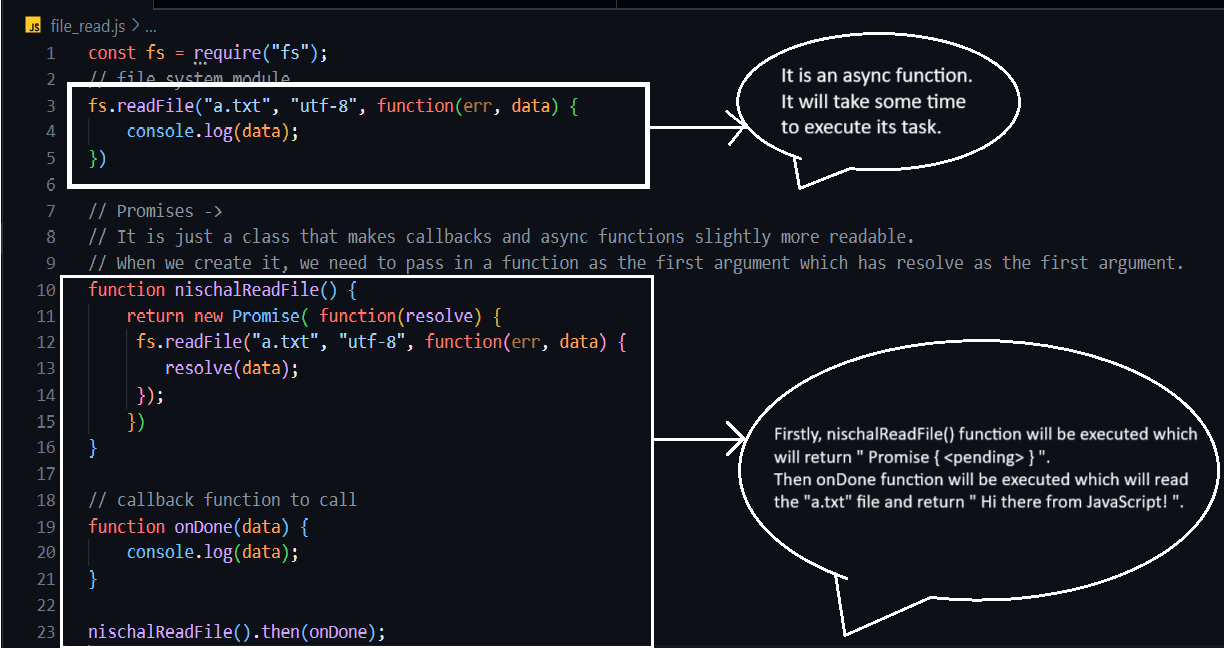 JS file_read.js > ...
1 const fs = require("fs");
2 // file system module
3 fs.readFile("a.txt", "utf-8", function(err, data) {
4 console.log(data);
5 })
6
7 // Promises ->
8 // It is just a class that makes callbacks and async functions slightly more readable.
9 // When we create it, we need to pass in a function as the first argument which has resolve as the first argument.
10 function nischalReadFile() {
11 return new Promise( function(resolve) {
12 fs.readFile("a.txt", "utf-8", function(err, data) {
13 resolve(data);
14 });
15 })
16 }
17
18 // callback function to call
19 function onDone(data) {
20 console.log(data);
21 }
22
23 nischalReadFile().then(onDone);
It is an async function.
It will take some time
to execute its task.
Firstly, nischalReadFile() function will be executed which
will return " Promise { <pending> } ".
Then onDone function will be executed which will read
the "a.txt" file and return " Hi there from JavaScript! ".